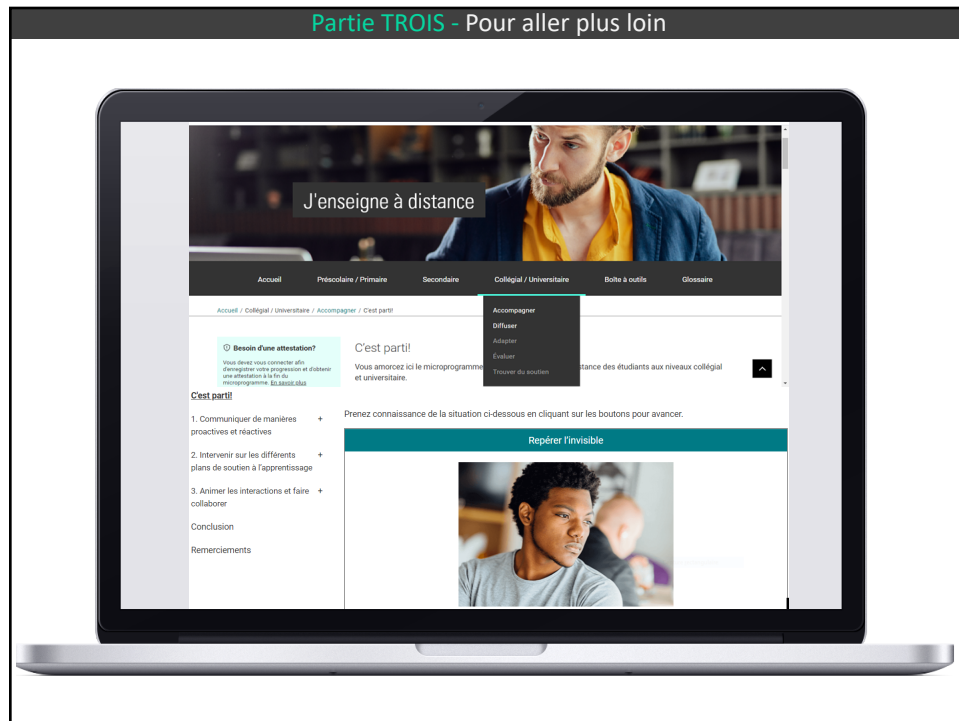 Partie TROIS - Pour aller plus loin
J'enseigne à distance
Accueil
Préscolaire / Primaire
Secondaire
Collégial / Universitaire
Boîte à outils
Glossaire
Accueil / Collégial / Universitaire / Accompagner / C'est parti!
Accompagner
Diffuser
Adapter
Évaluer
Trouver du soutien
Besoin d'une attestation?
Vous devez vous connecter afin
d'enregistrer votre progression et d'obtenir
une attestation à la fin du
microprogramme. En savoir plus
C'est parti!
Vous amorcez ici le microprogramme
tance des étudiants aux niveaux collégial
et universitaire.
C'est parti!
1. Communiquer de manières +
proactives et réactives
2. Intervenir sur les différents +
plans de soutien à l'apprentissage
3. Animer les interactions et faire +
collaborer
Conclusion
Remerciements
Prenez connaissance de la situation ci-dessous en cliquant sur les boutons pour avancer.
Repérer l'invisible